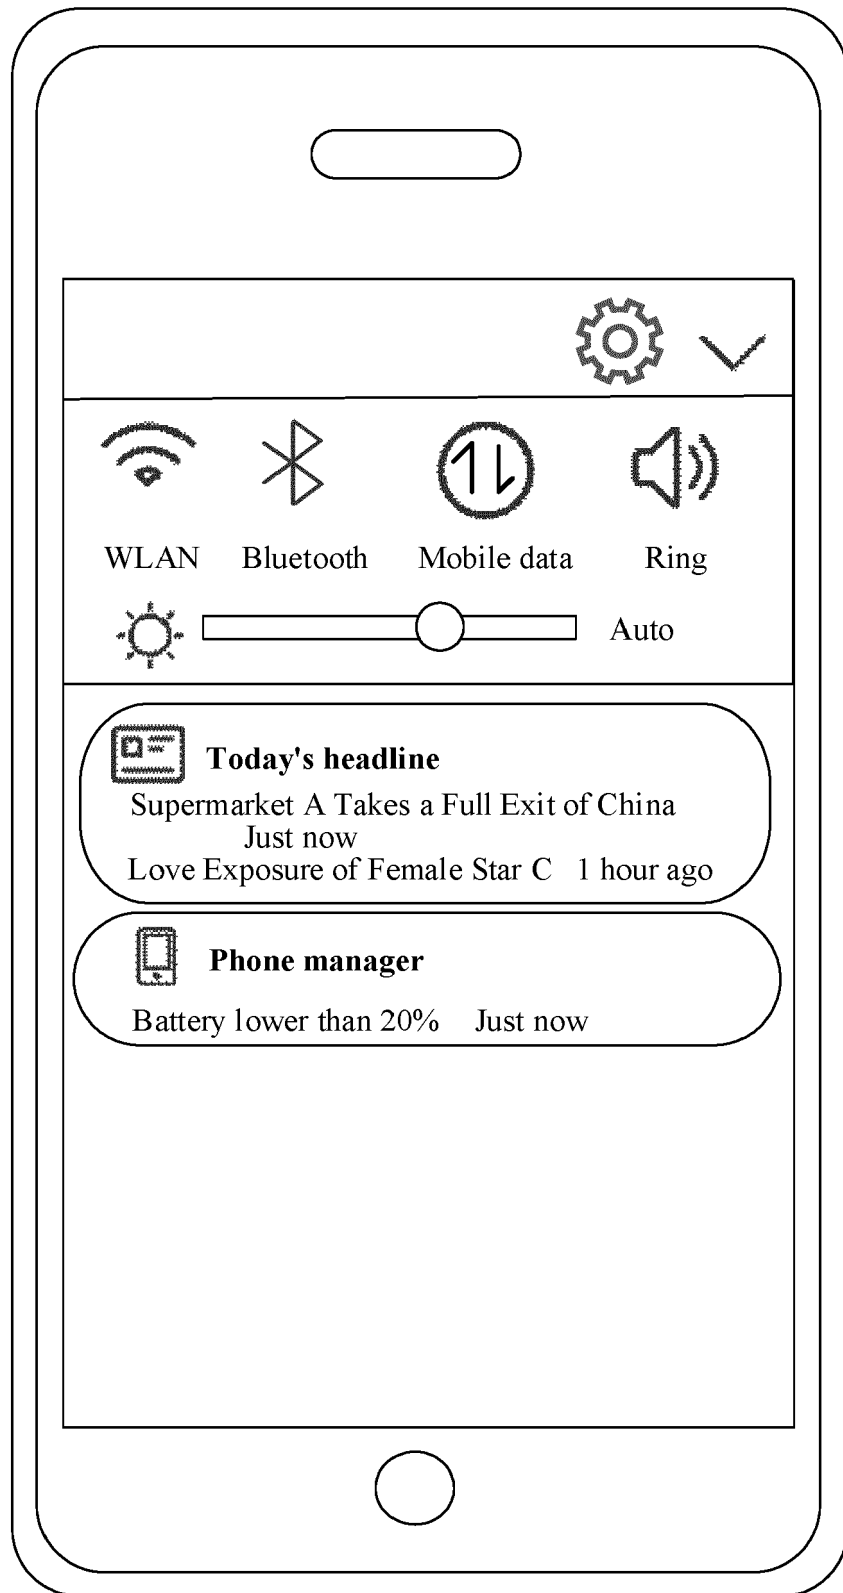 WLAN Bluetooth Mobile data Ring
Auto
Today's headline
Supermarket A Takes a Full Exit of China
Just now
Love Exposure of Female Star C 1 hour ago
Phone manager
Battery lower than 20% Just now